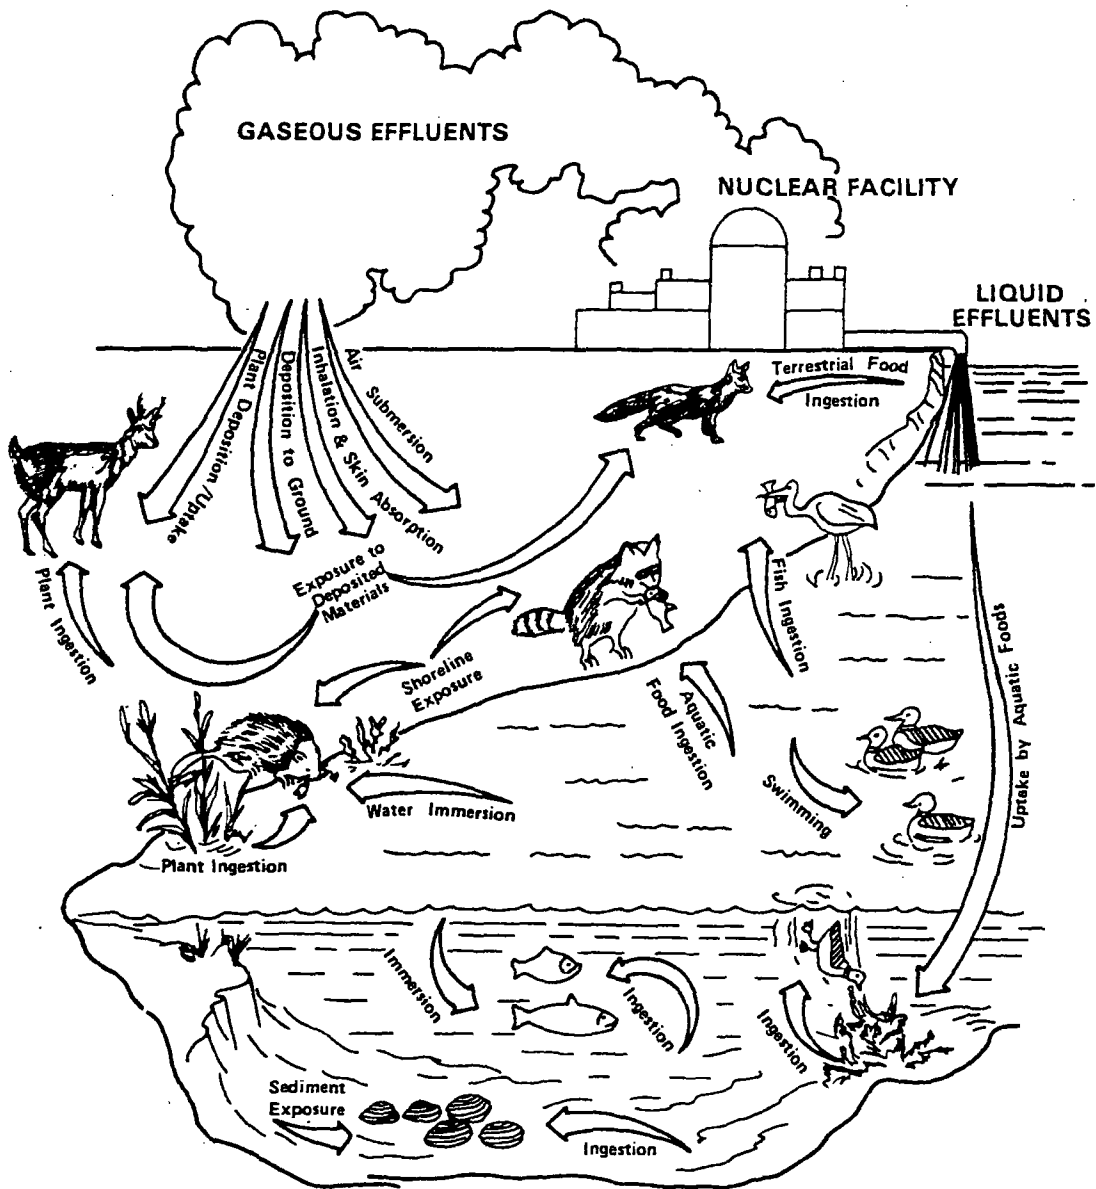 GASEOUS EFFLUENTS
NUCLEAR FACILITY
LIQUID
EFFLUENTS
Plant Deposition/Uptake
Deposition to Ground
Inhalation & Skin Absorption
Air Submersion
Terrestrial Food
Ingestion
Plant Ingestion
Exposure to
Deposited
Materials
Shoreline
Exposure
Fish Ingestion
Aquatic
Food Ingestion
Uptake by Aquatic Foods
Water Immersion
Swimming
Plant Ingestion
Immersion
Ingestion
Ingestion
Sediment
Exposure
Ingestion